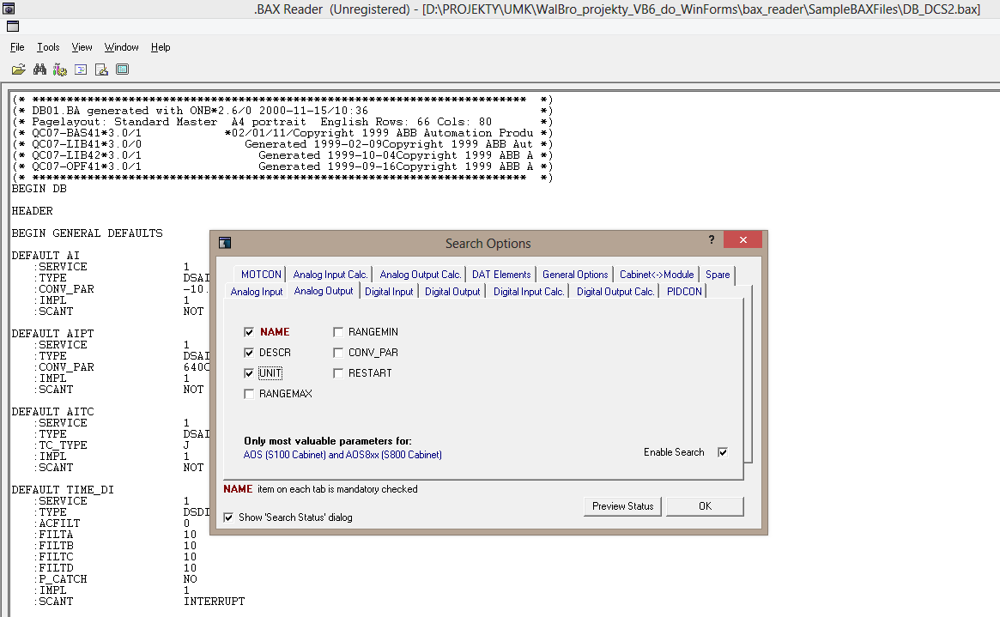 .BAX Reader (Unregistered) - [D:\PROJEKTY\UMK\WalBro_projekty_VB6_do_WinForms\bax_reader\SampleBAXFiles\DB_DCS2.bax]
File Tools View Window Help
(* ************************************************************************ *)
(* DB01.BA generated with ONB*2.6/0 2000-11-15/10:36 *)
(* Pagelayout: Standard Master A4 portrait English Rows: 66 Cols: 80 *)
(* QC07-BAS41*3.0/1 *02/01/11/Copyright 1999 ABB Automation Produ *)
(* QC07-LIB41*3.0/0 Generated 1999-02-09Copyright 1999 ABB Aut *)
(* QC07-LIB42*3.0/1 Generated 1999-10-04Copyright 1999 ABB A *)
(* QC07-OPF41*3.0/1 Generated 1999-09-16Copyright 1999 ABB A *)
(* ************************************************************************ *)
BEGIN DB
HEADER
BEGIN GENERAL DEFAULTS
DEFAULT AI
:SERVICE 1
:TYPE DSAI
:CONV_PAR -10.
:IMPL 1
:SCANT NOT
DEFAULT AIPT
:SERVICE 1
:TYPE DSAI
:CONV_PAR 640C
:IMPL 1
:SCANT NOT
DEFAULT AITC
:SERVICE 1
:TYPE DSAI
:TC_TYPE J
:IMPL 1
:SCANT NOT
DEFAULT TIME_DI
:SERVICE 1
:TYPE DSDI
:ACFILT 0
:FILTA 10
:FILTB 10
:FILTC 10
:FILTD 10
:P_CATCH NO
:IMPL 1
:SCANT INTERRUPT
Search Options
?
MOTCON Analog Input Calc. Analog Output Calc. DAT Elements General Options Cabinet<->Module Spare
Analog Input Analog Output Digital Input Digital Output Digital Input Calc. Digital Output Calc. PIDCON
NAME RANGEMIN
DESCR CONV_PAR
UNIT RESTART
RANGEMAX
Only most valuable parameters for:
AOS (S100 Cabinet) and AOS8xx (S800 Cabinet)
Enable Search
NAME item on each tab is mandatory checked
Preview Status OK
Show 'Search Status' dialog